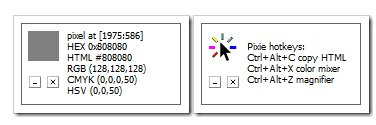 pixel at [1975:586]
HEX 0x808080
HTML #808080
RGB (128,128,128)
CMYK (0,0,0,50)
HSV (0,0,50)
Pixie hotkeys:
Ctrl+Alt+C copy HTML
Ctrl+Alt+X color mixer
Ctrl+Alt+Z magnifier